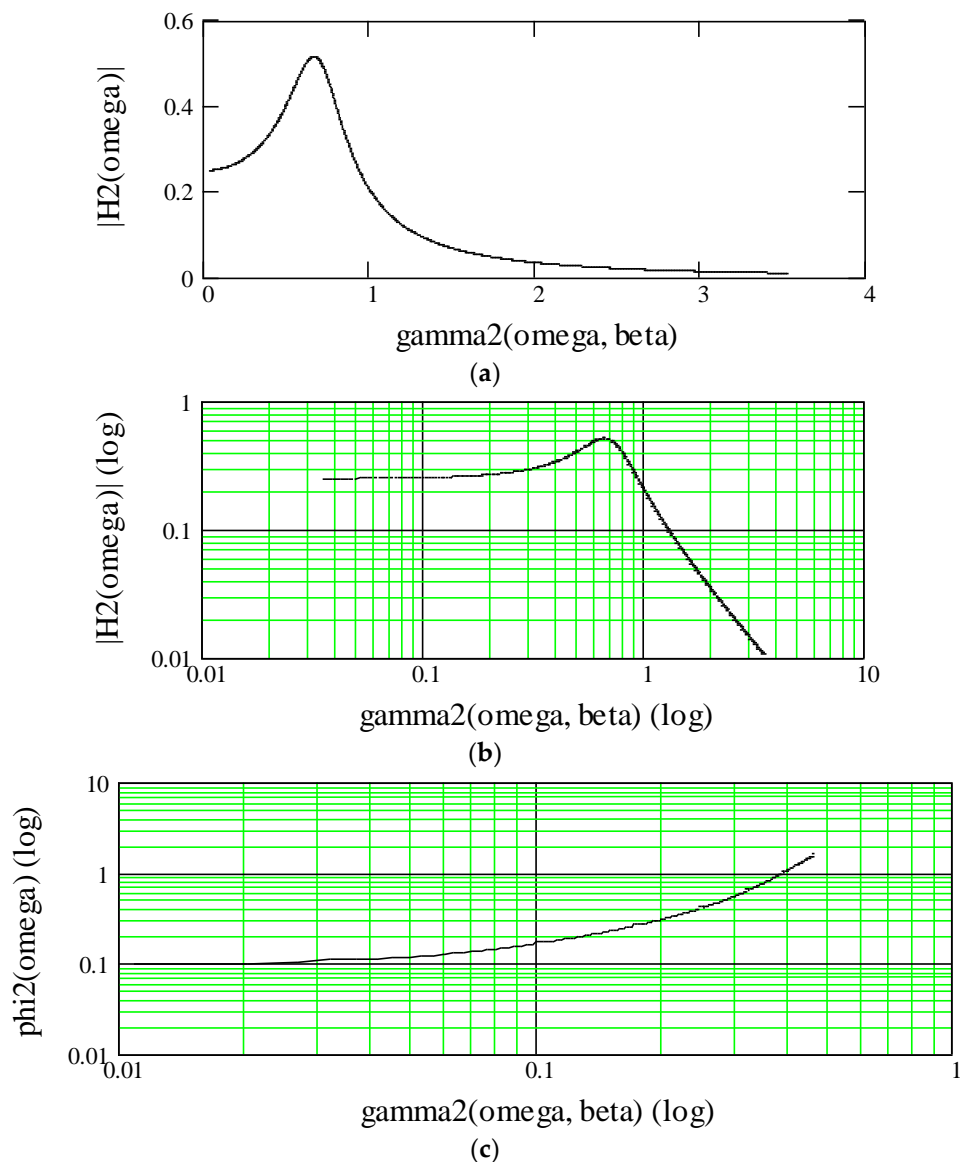 0.6
0.4
0.2
0
|H2(omega)|
0 1 2 3 4
gamma2(omega, beta)
(a)
1
0.1
0.01
|H2(omega)| (log)
0.01 0.1 1 10
gamma2(omega, beta) (log)
(b)
10
1
0.1
0.01
phi2(omega) (log)
0.01 0.1 1
gamma2(omega, beta) (log)
(c)